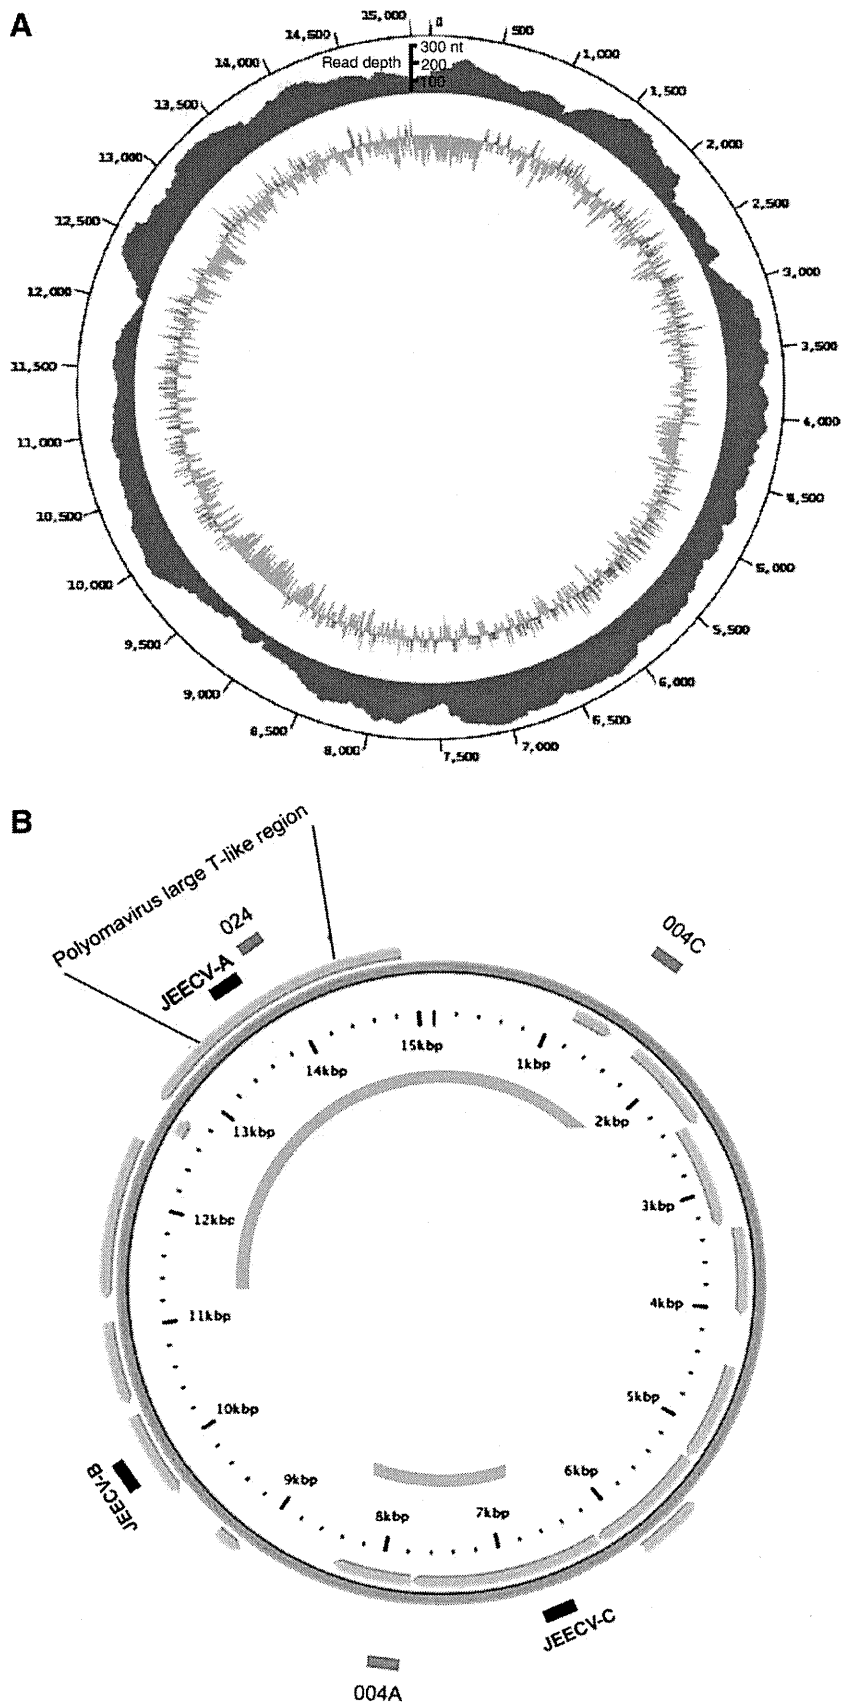 A
15,000
0
500
1,000
1,500
2,000
2,500
3,000
3,500
4,000
4,500
5,000
5,500
6,000
6,500
7,000
7,500
8,000
8,500
9,000
9,500
10,000
10,500
11,000
11,500
12,000
12,500
13,000
13,500
14,000
14,500
Read depth
300 nt
200
100
B
Polyomavirus large T-like region
024
JEECV-A
004C
15kbp
1kbp
2kbp
3kbp
4kbp
5kbp
6kbp
7kbp
8kbp
9kbp
10kbp
11kbp
12kbp
13kbp
14kbp
JEECV-B
JEECV-C
004A